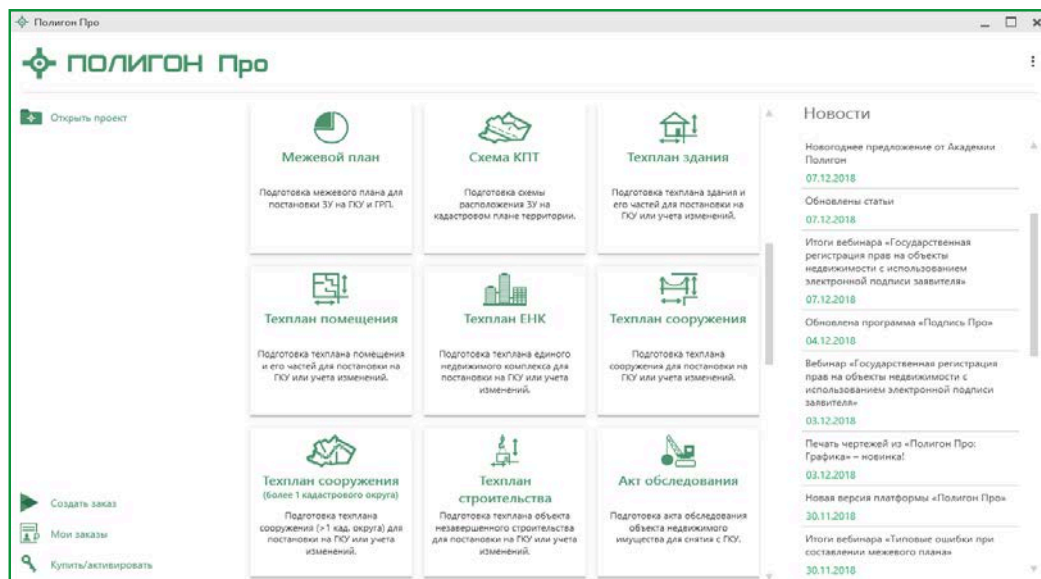 Полигон Про
ПОЛИГОН Про
Открыть проект
Межевой план
Подготовка межевого плана для
постановки ЗУ на ГКУ и ГРП.
Схема КПТ
Подготовка схемы
расположения ЗУ на
кадастровом плане территории.
Техплан здания
Подготовка техплана здания и
его частей для постановки на
ГКУ или учета изменений.
Техплан помещения
Подготовка техплана помещения
и его частей для постановки на
ГКУ или учета изменений.
Техплан ЕНК
Подготовка техплана единого
недвижимого комплекса для
постановки на ГКУ или учета
изменений.
Техплан сооружения
Подготовка техплана
сооружения для постановки на
ГКУ или учета изменений.
Техплан сооружения
(более 1 кадастрового округа)
Подготовка техплана
сооружения (>1 кад. округа) для
постановки на ГКУ или учета
изменений.
Техплан
строительства
Подготовка техплана объекта
незавершенного строительства
для постановки на ГКУ или учета
изменений.
Акт обследования
Подготовка акта обследования
объекта недвижимого
имущества для снятия с ГКУ.
Создать заказ
Мои заказы
Купить/активировать
Новости
Новогоднее предложение от Академии
Полигон
07.12.2018
Обновлены статьи
07.12.2018
Итоги вебинара «Государственная
регистрация прав на объекты
недвижимости с использованием
электронной подписи заявителя»
07.12.2018
Обновлена программа «Подпись Про»
04.12.2018
Вебинар «Государственная регистрация
прав на объекты недвижимости с
использованием электронной подписи
заявителя»
03.12.2018
Печать чертежей из «Полигон Про:
Графика» – новинка!
03.12.2018
Новая версия платформы «Полигон Про»
30.11.2018
Итоги вебинара «Типовые ошибки при
составлении межевого плана»
30.11.2018